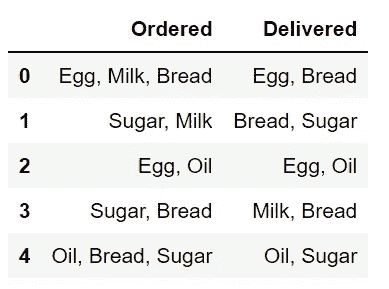 Ordered Delivered
0 Egg, Milk, Bread Egg, Bread
1 Sugar, Milk Bread, Sugar
2 Egg, Oil Egg, Oil
3 Sugar, Bread Milk, Bread
4 Oil, Bread, Sugar Oil, Sugar